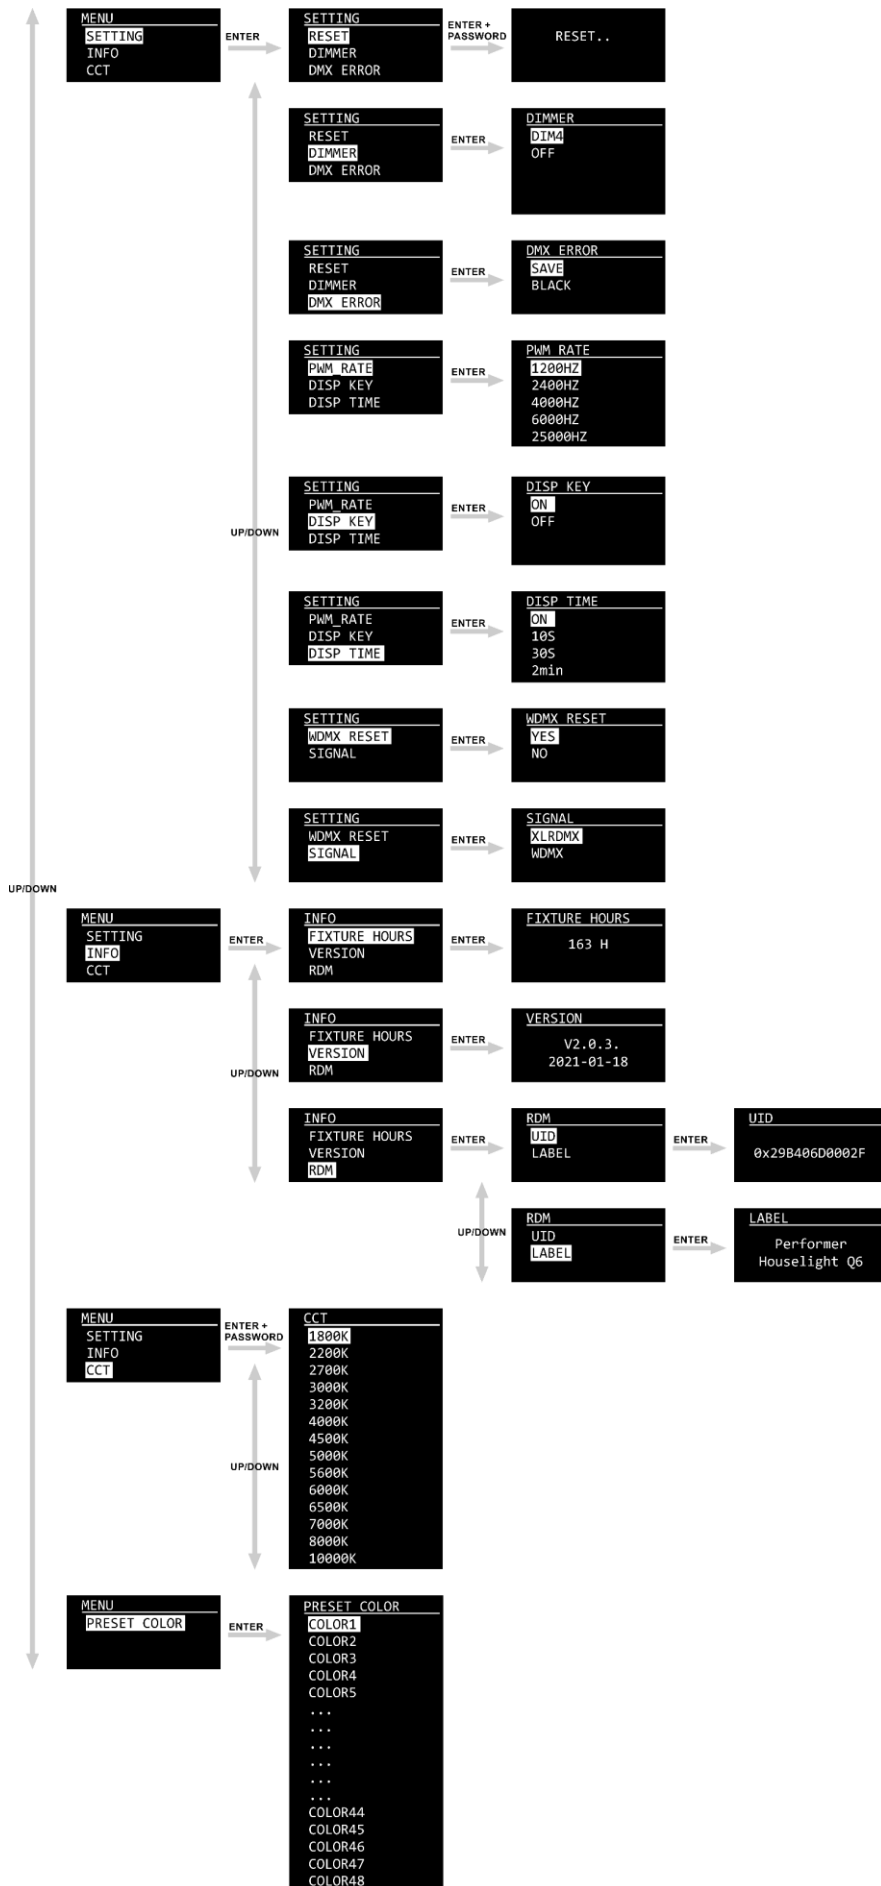 MENU
SETTING
INFO
CCT
ENTER
SETTING
RESET
DIMMER
DMX ERROR
ENTER +
PASSWORD
RESET..
SETTING
RESET
DIMMER
DMX ERROR
ENTER
DIMMER
DIM4
OFF
SETTING
RESET
DIMMER
DMX ERROR
ENTER
DMX ERROR
SAVE
BLACK
SETTING
PWM_RATE
DISP KEY
DISP TIME
ENTER
PWM RATE
1200HZ
2400HZ
4000HZ
6000HZ
25000HZ
UP/DOWN
SETTING
PWM_RATE
DISP KEY
DISP TIME
ENTER
DISP KEY
ON
OFF
SETTING
PWM_RATE
DISP KEY
DISP TIME
ENTER
DISP TIME
ON
10S
30S
2min
SETTING
WDMX RESET
SIGNAL
ENTER
WDMX RESET
YES
NO
SETTING
WDMX RESET
SIGNAL
ENTER
SIGNAL
XLRDMX
WDMX
UP/DOWN
MENU
SETTING
INFO
CCT
ENTER
INFO
FIXTURE HOURS
VERSION
RDM
ENTER
FIXTURE HOURS
163 H
UP/DOWN
INFO
FIXTURE HOURS
VERSION
RDM
ENTER
VERSION
V2.0.3.
2021-01-18
INFO
FIXTURE HOURS
VERSION
RDM
ENTER
RDM
UID
LABEL
ENTER
UID
0x29B406D0002F
UP/DOWN
RDM
UID
LABEL
ENTER
LABEL
Performer
Houselight Q6
MENU
SETTING
INFO
CCT
ENTER +
PASSWORD
UP/DOWN
CCT
1800K
2200K
2700K
3000K
3200K
4000K
4500K
5000K
5600K
6000K
6500K
7000K
8000K
10000K
MENU
PRESET COLOR
ENTER
PRESET COLOR
COLOR1
COLOR2
COLOR3
COLOR4
COLOR5
...
...
...
...
...
...
COLOR44
COLOR45
COLOR46
COLOR47
COLOR48